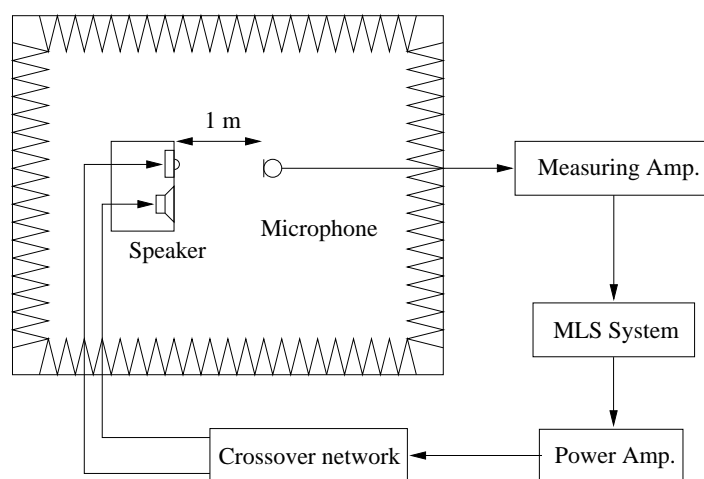 1 m
Measuring Amp.
Microphone
Speaker
MLS System
Crossover network
Power Amp.